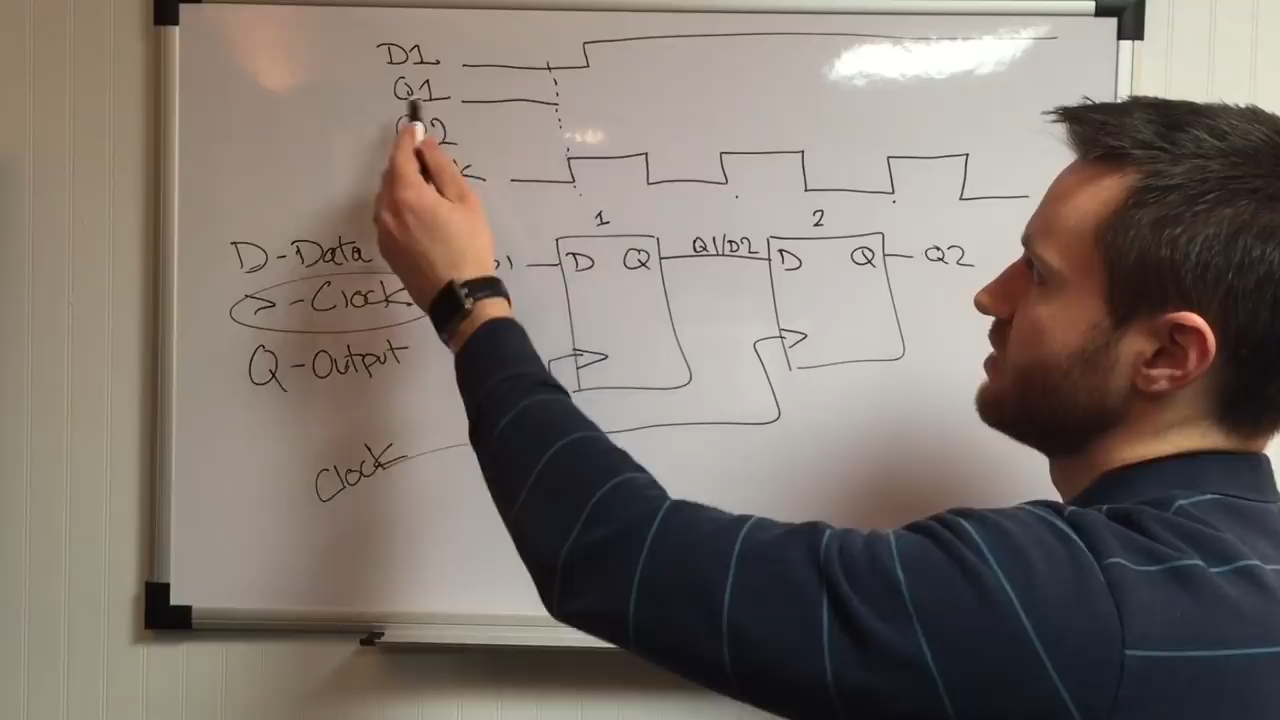 D1
Q1
1
2
D-Data
D
Q
Q1/D2
D
Q
Q2
>-Clock
Q-Output
Clock